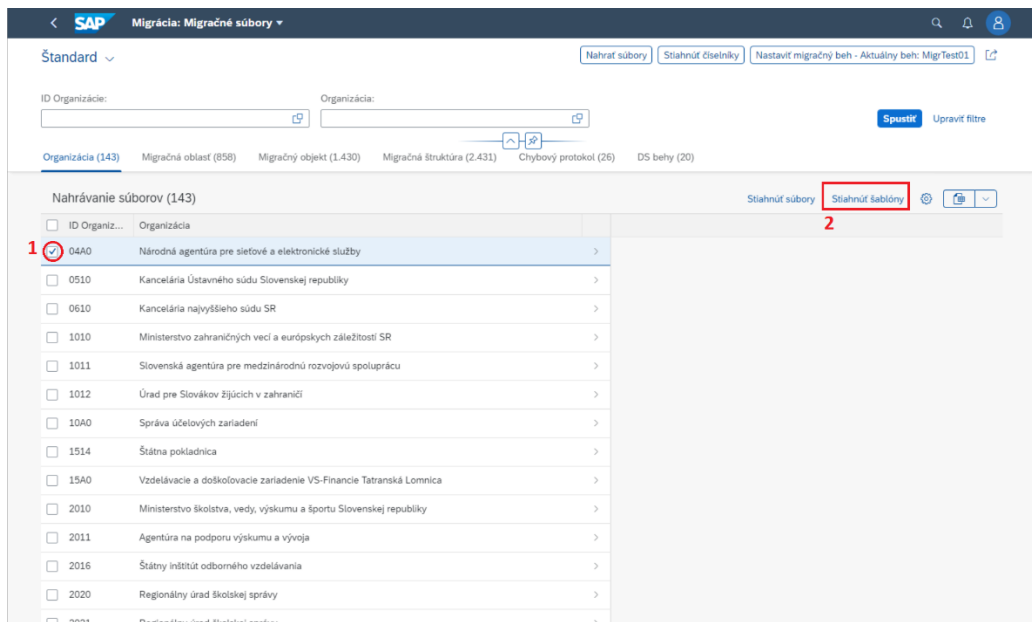 SAP Migrácia: Migračné súbory
Štandard
Nahrať súbory Stiahnúť číselníky Nastaviť migračný beh - Aktuálny beh: MigrTest01
ID Organizácie: Organizácia:
Spustiť Upraviť filtre
Organizácia (143) Migračná oblasť (858) Migračný objekt (1.430) Migračná štruktúra (2.431) Chybový protokol (26) DS behy (20)
Nahrávanie súborov (143) Stiahnúť súbory Stiahnúť šablóny
2
ID Organiz... Organizácia
1 04A0 Národná agentúra pre sieťové a elektronické služby
0510 Kancelária Ústavného súdu Slovenskej republiky
0610 Kancelária najvyššieho súdu SR
1010 Ministerstvo zahraničných vecí a európskych záležitostí SR
1011 Slovenská agentúra pre medzinárodnú rozvojovú spoluprácu
1012 Úrad pre Slovákov žijúcich v zahraničí
10A0 Správa účelových zariadení
1514 Štátna pokladnica
15A0 Vzdelávacie a doškoľovacie zariadenie VS-Financie Tatranská Lomnica
2010 Ministerstvo školstva, vedy, výskumu a športu Slovenskej republiky
2011 Agentúra na podporu výskumu a vývoja
2016 Štátny inštitút odborného vzdelávania
2020 Regionálny úrad školskej správy